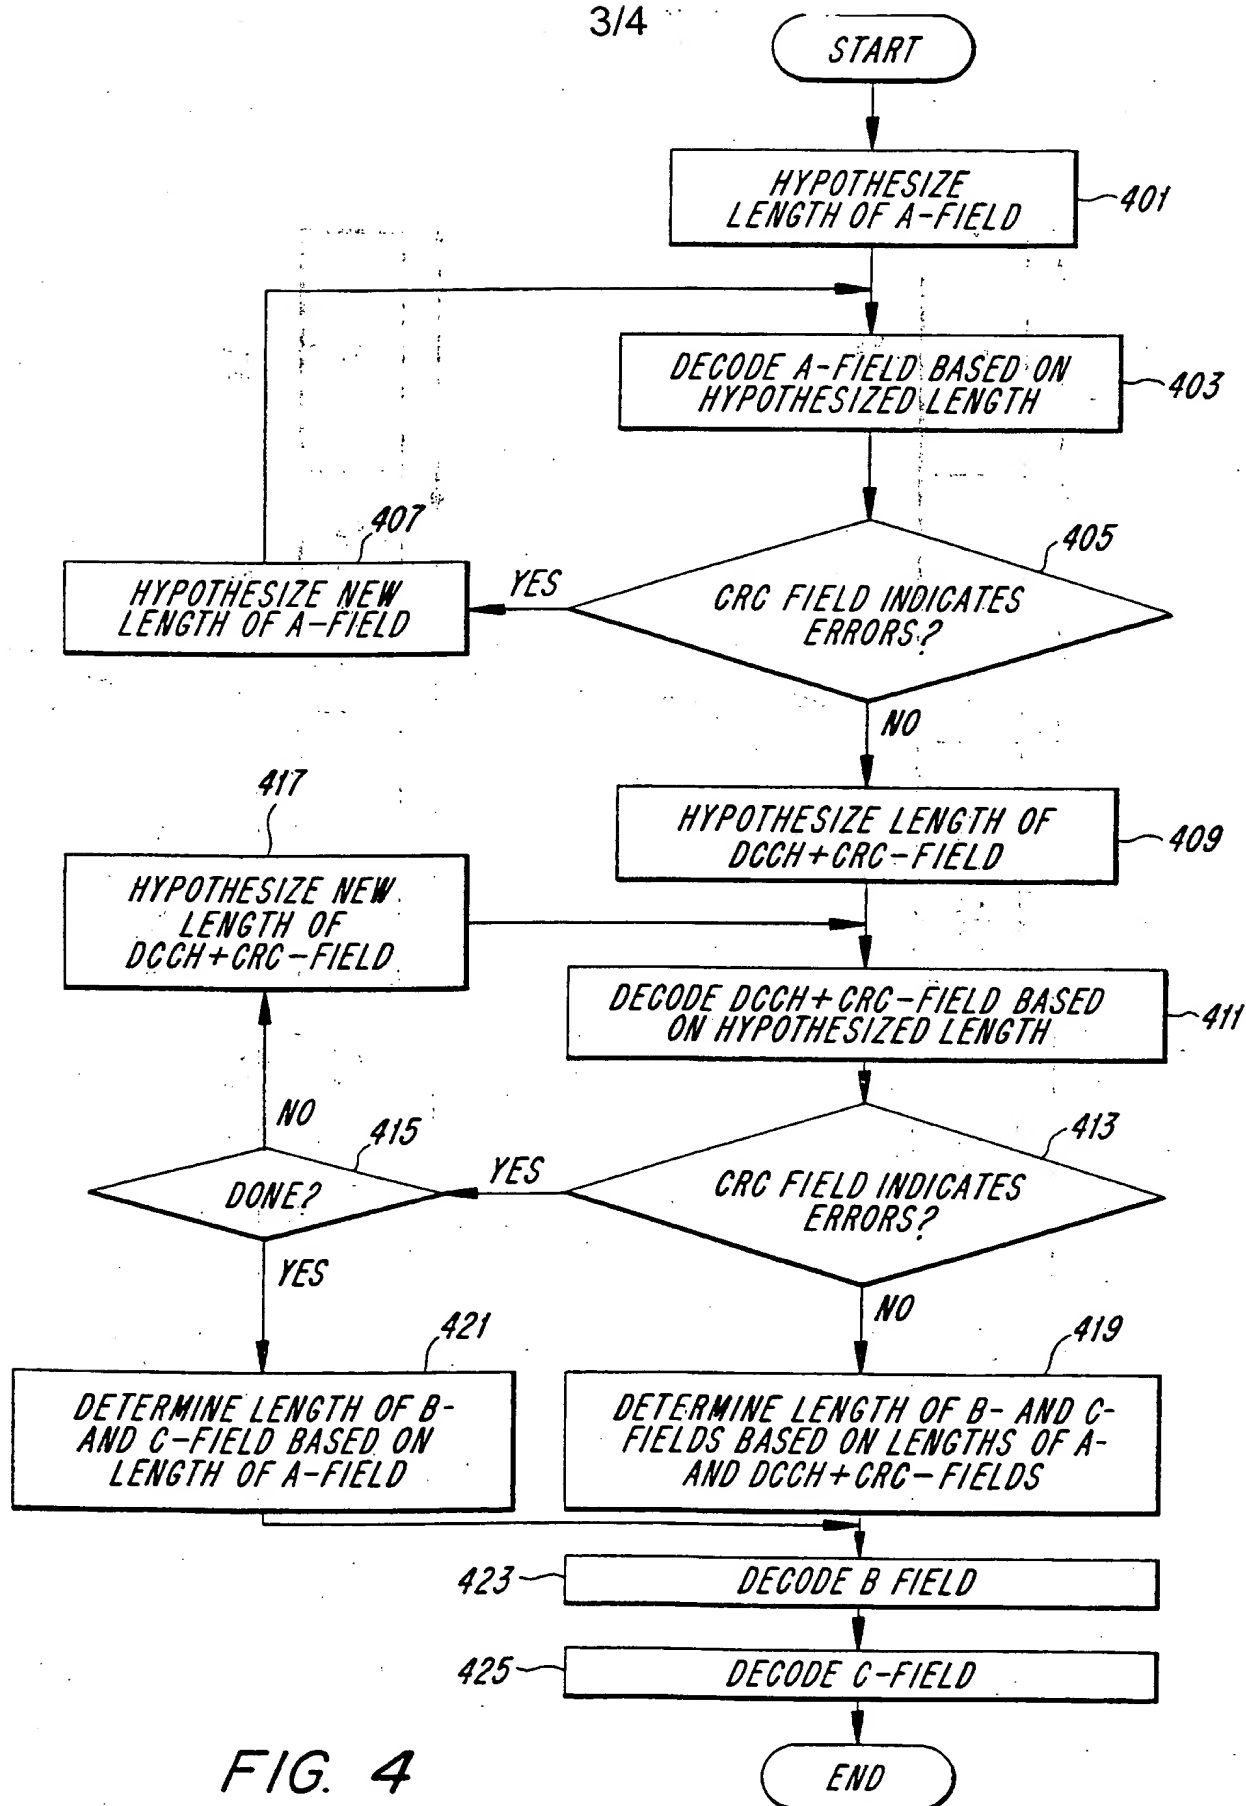 3/4
START
HYPOTHESIZE
LENGTH OF A-FIELD
401
DECODE A-FIELD BASED ON
HYPOTHESIZED LENGTH
403
407
405
HYPOTHESIZE NEW
LENGTH OF A-FIELD
YES
CRC FIELD INDICATES
ERRORS?
NO
417
HYPOTHESIZE LENGTH OF
DCCH+CRC-FIELD
409
HYPOTHESIZE NEW
LENGTH OF
DCCH+CRC-FIELD
DECODE DCCH+CRC-FIELD BASED
ON HYPOTHESIZED LENGTH
411
NO
415
413
DONE?
YES
CRC FIELD INDICATES
ERRORS?
YES
NO
421
419
DETERMINE LENGTH OF B-
AND C-FIELD BASED ON
LENGTH OF A-FIELD
DETERMINE LENGTH OF B- AND C-
FIELDS BASED ON LENGTHS OF A-
AND DCCH+CRC-FIELDS
423
DECODE B FIELD
425
DECODE C-FIELD
END
FIG. 4